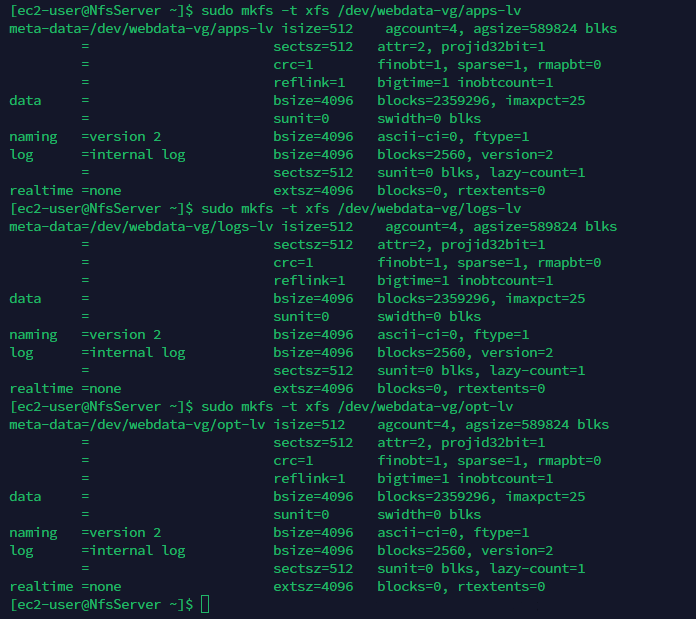 [ec2-user@NfsServer ~]$ sudo mkfs -t xfs /dev/webdata-vg/apps-lv
meta-data=/dev/webdata-vg/apps-lv isize=512    agcount=4, agsize=589824 blks
         =                       sectsz=512   attr=2, projid32bit=1
         =                       crc=1        finobt=1, sparse=1, rmapbt=0
         =                       reflink=1    bigtime=1 inobtcount=1
data     =                       bsize=4096   blocks=2359296, imaxpct=25
         =                       sunit=0      swidth=0 blks
naming   =version 2              bsize=4096   ascii-ci=0, ftype=1
log      =internal log           bsize=4096   blocks=2560, version=2
         =                       sectsz=512   sunit=0 blks, lazy-count=1
realtime =none                   extsz=4096   blocks=0, rtextents=0
[ec2-user@NfsServer ~]$ sudo mkfs -t xfs /dev/webdata-vg/logs-lv
meta-data=/dev/webdata-vg/logs-lv isize=512    agcount=4, agsize=589824 blks
         =                       sectsz=512   attr=2, projid32bit=1
         =                       crc=1        finobt=1, sparse=1, rmapbt=0
         =                       reflink=1    bigtime=1 inobtcount=1
data     =                       bsize=4096   blocks=2359296, imaxpct=25
         =                       sunit=0      swidth=0 blks
naming   =version 2              bsize=4096   ascii-ci=0, ftype=1
log      =internal log           bsize=4096   blocks=2560, version=2
         =                       sectsz=512   sunit=0 blks, lazy-count=1
realtime =none                   extsz=4096   blocks=0, rtextents=0
[ec2-user@NfsServer ~]$ sudo mkfs -t xfs /dev/webdata-vg/opt-lv
meta-data=/dev/webdata-vg/opt-lv isize=512    agcount=4, agsize=589824 blks
         =                       sectsz=512   attr=2, projid32bit=1
         =                       crc=1        finobt=1, sparse=1, rmapbt=0
         =                       reflink=1    bigtime=1 inobtcount=1
data     =                       bsize=4096   blocks=2359296, imaxpct=25
         =                       sunit=0      swidth=0 blks
naming   =version 2              bsize=4096   ascii-ci=0, ftype=1
log      =internal log           bsize=4096   blocks=2560, version=2
         =                       sectsz=512   sunit=0 blks, lazy-count=1
realtime =none                   extsz=4096   blocks=0, rtextents=0
[ec2-user@NfsServer ~]$